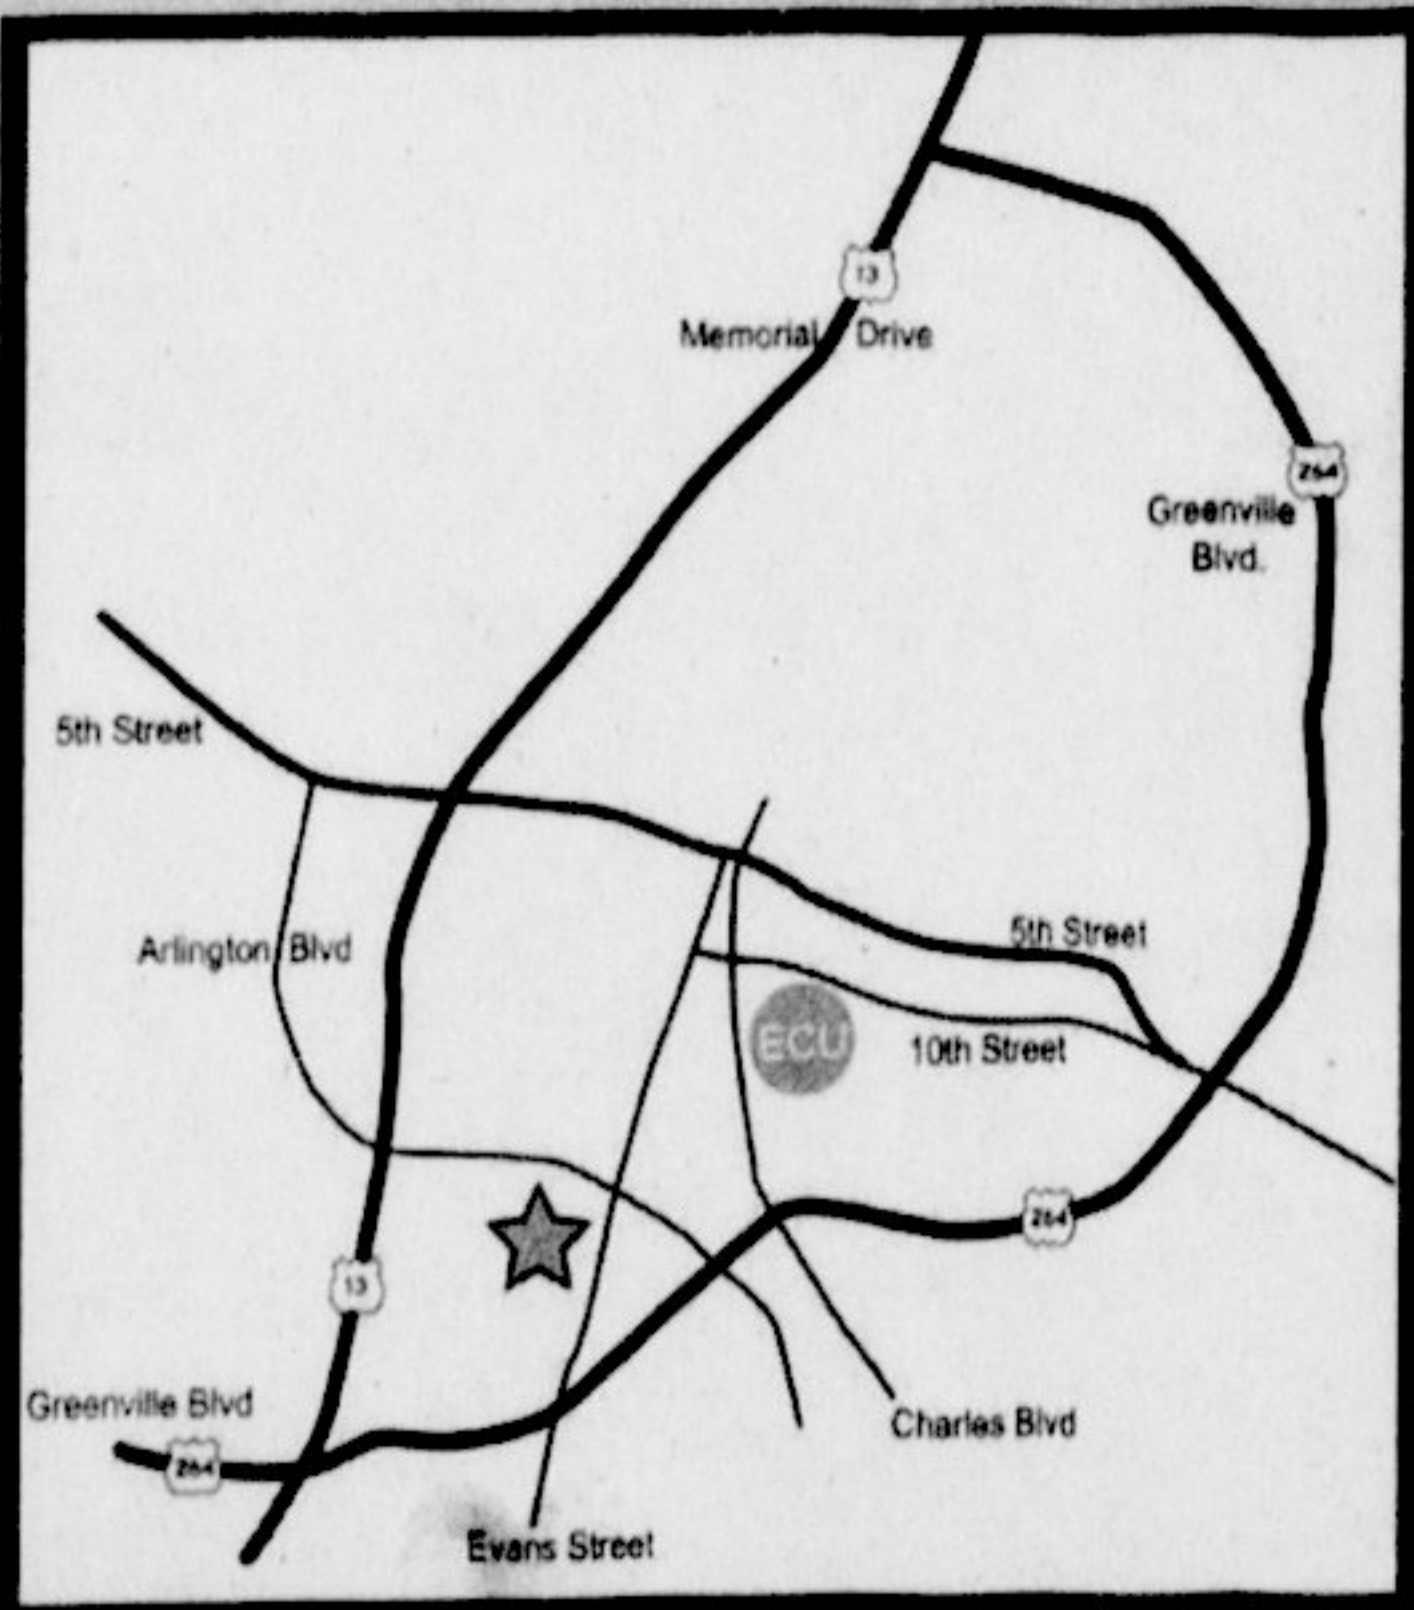 13
Memorial Drive
264
Greenville
Blvd.
5th Street
5th Street
Arlington Blvd
ECU
10th Street
264
13
Greenville Blvd
264
Charles Blvd
Evans Street